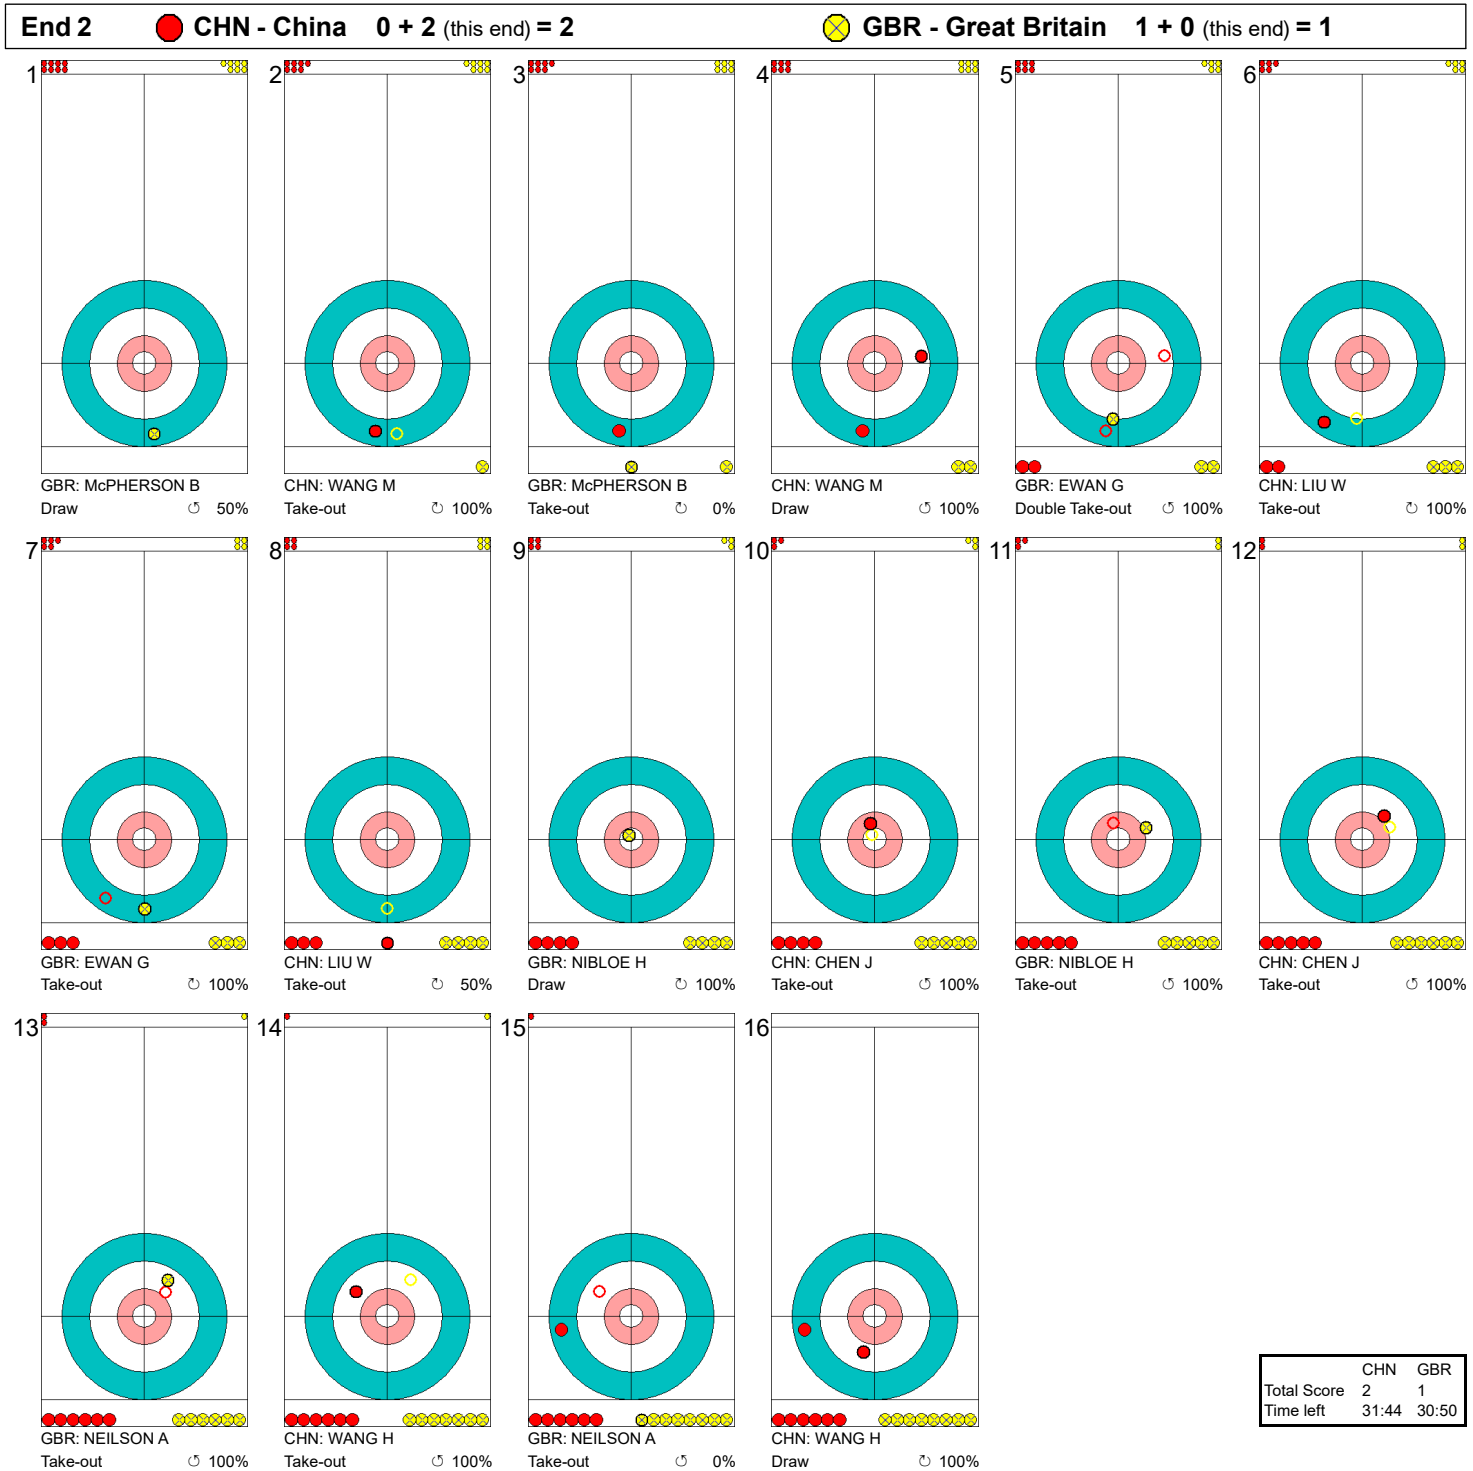 End 2 CHN - China 0 + 2 (this end) = 2 GBR - Great Britain 1 + 0 (this end) = 1
1 2 3 4 5 6
GBR: McPHERSON B CHN: WANG M GBR: McPHERSON B CHN: WANG M GBR: EWAN G CHN: LIU W
Draw ↺ 50% Take-out ↻ 100% Take-out ↻ 0% Draw ↺ 100% Double Take-out ↺ 100% Take-out ↻ 100%
7 8 9 10 11 12
GBR: EWAN G CHN: LIU W GBR: NIBLOE H CHN: CHEN J GBR: NIBLOE H CHN: CHEN J
Take-out ↻ 100% Take-out ↻ 50% Draw ↻ 100% Take-out ↺ 100% Take-out ↺ 100% Take-out ↺ 100%
13 14 15 16
GBR: NEILSON A CHN: WANG H GBR: NEILSON A CHN: WANG H
Take-out ↺ 100% Take-out ↺ 100% Take-out ↺ 0% Draw ↻ 100%
CHN GBR
Total Score 2 1
Time left 31:44 30:50